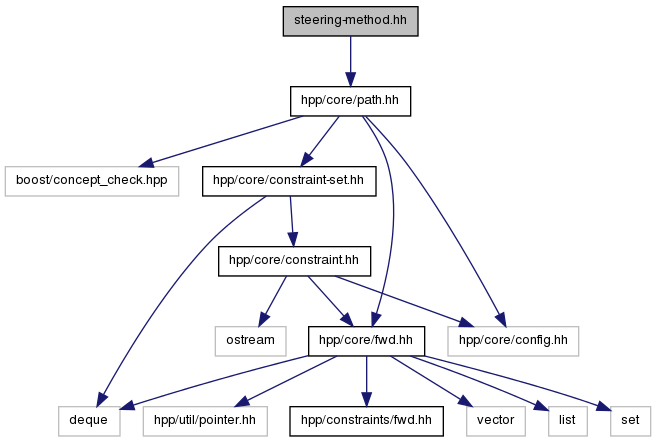 steering-method.hh
hpp/core/path.hh
boost/concept_check.hpp
hpp/core/constraint-set.hh
hpp/core/constraint.hh
ostream
hpp/core/fwd.hh
hpp/core/config.hh
deque
hpp/util/pointer.hh
hpp/constraints/fwd.hh
vector
list
set